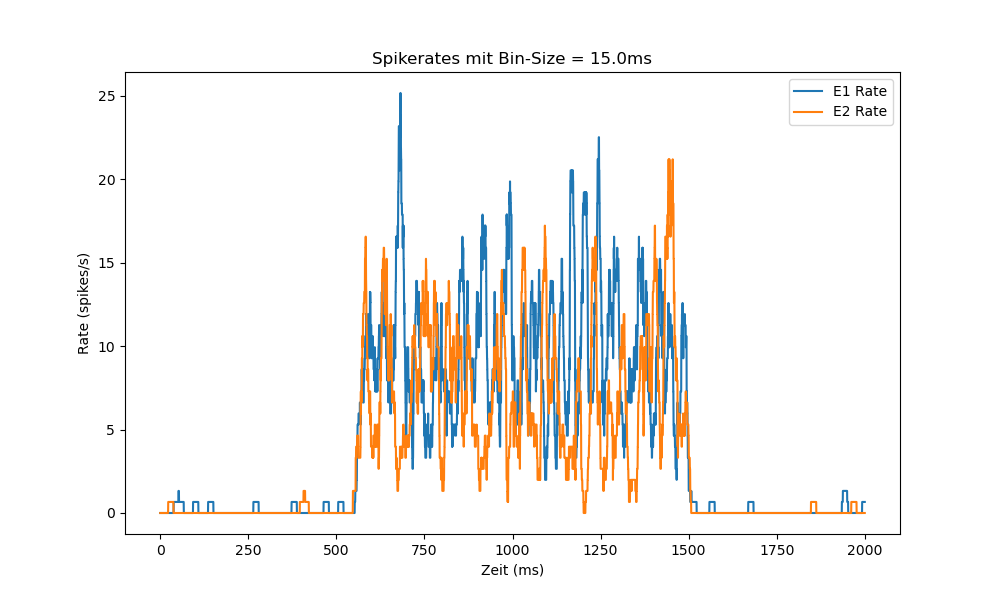 Spikerates mit Bin-Size = 15.0ms
E1 Rate
E2 Rate
Rate (spikes/s)
25
20
15
10
5
0
0 250 500 750 1000 1250 1500 1750 2000
Zeit (ms)